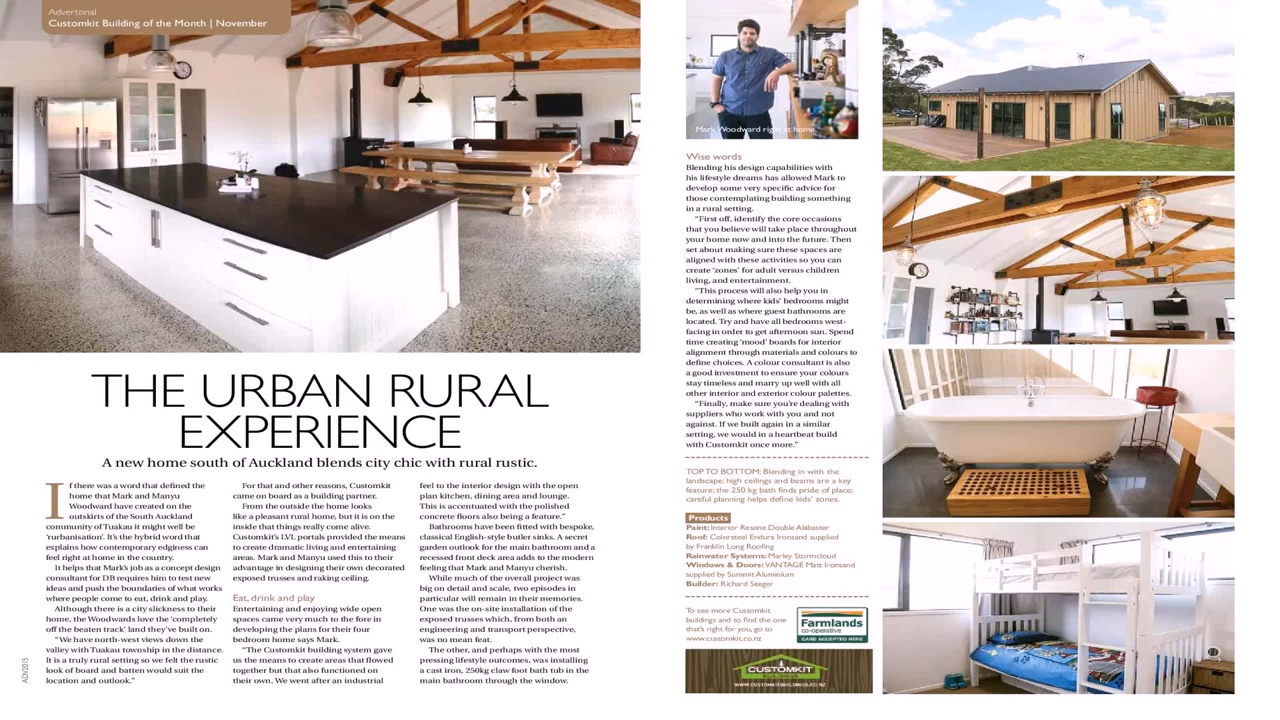 Advertorial
Customkit Building of the Month | November
THE URBAN RURAL
EXPERIENCE
A new home south of Auckland blends city chic with rural rustic.
If there was a word that defined the
home that Mark and Manyu
Woodward have created on the
outskirts of the South Auckland
community of Tuakau it might well be
'rurbanisation'. It's the hybrid word that
explains how contemporary edginess can
feel right at home in the country.
It helps that Mark's job as a concept design
consultant for DB requires him to test new
ideas and push the boundaries of what works
where people come to eat, drink and play.
Although there is a city slickness to their
home, the Woodwards love the 'completely
off the beaten track' land they've built on.
"We have north-west views down the
valley with Tuakau township in the distance.
It is a truly rural setting so we felt the rustic
look of board and batten would suit the
location and outlook."
For that and other reasons, Customkit
came on board as a building partner.
From the outside the home looks
like a pleasant rural home, but it is on the
inside that things really come alive.
Customkit's LVL portals provided the means
to create dramatic living and entertaining
areas. Mark and Manyu used this to their
advantage in designing their own decorated
exposed trusses and raking ceiling.
Eat, drink and play
Entertaining and enjoying wide open
spaces came very much to the fore in
developing the plans for their four
bedroom home says Mark.
"The Customkit building system gave
us the means to create areas that flowed
together but that also functioned on
their own. We went after an industrial
feel to the interior design with the open
plan kitchen, dining area and lounge.
This is accentuated with the polished
concrete floors also being a feature."
Bathrooms have been fitted with bespoke,
classical English-style butler sinks. A secret
garden outlook for the main bathroom and a
recessed front deck area adds to the modern
feeling that Mark and Manyu cherish.
While much of the overall project was
big on detail and scale, two episodes in
particular will remain in their memories.
One was the on-site installation of the
exposed trusses which, from both an
engineering and transport perspective,
was no mean feat.
The other, and perhaps with the most
pressing lifestyle outcomes, was installing
a cast iron, 250kg claw foot bath tub in the
main bathroom through the window.
ADV2015
Mark Woodward right at home.
Wise words
Blending his design capabilities with
his lifestyle dreams has allowed Mark to
develop some very specific advice for
those contemplating building something
in a rural setting.
"First off, identify the core occasions
that you believe will take place throughout
your home now and into the future. Then
set about making sure these spaces are
aligned with these activities so you can
create 'zones' for adult versus children
living, and entertainment.
"This process will also help you in
determining where kids' bedrooms might
be, as well as where guest bathrooms are
located. Try and have all bedrooms west-
facing in order to get afternoon sun. Spend
time creating 'mood' boards for interior
alignment through materials and colours to
define choices. A colour consultant is also
a good investment to ensure your colours
stay timeless and marry up well with all
other interior and exterior colour palettes.
"Finally, make sure you're dealing with
suppliers who work with you and not
against. If we built again in a similar
setting, we would in a heartbeat build
with Customkit once more."
TOP TO BOTTOM: Blending in with the
landscape; high ceilings and beams are a key
feature; the 250 kg bath finds pride of place;
careful planning helps define kids' zones.
Products
Paint: Interior Resene Double Alabaster
Roof: Colorsteel Endura Ironsand supplied
by Franklin Long Roofing
Rainwater Systems: Marley Stormcloud
Windows & Doors: VANTAGE Matt Ironsand
supplied by Summit Aluminium
Builder: Richard Seeger
To see more Customkit
buildings and to find the one
that's right for you, go to
www.customkit.co.nz
Farmlands
co-operative
CARD ACCEPTED HERE
CUSTOMKIT
BUILDINGS
WWW.CUSTOMKITBUILDINGS.CO.NZ